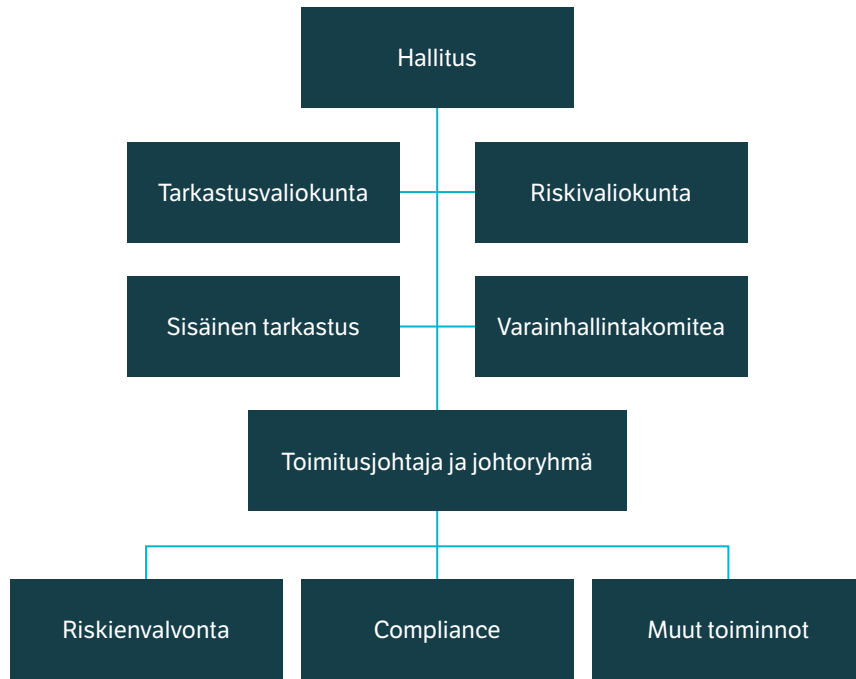 Hallitus
Tarkastusvaliokunta
Riskivaliokunta
Sisäinen tarkastus
Varainhallintakomitea
Toimitusjohtaja ja johtoryhmä
Riskienvalvonta
Compliance
Muut toiminnot